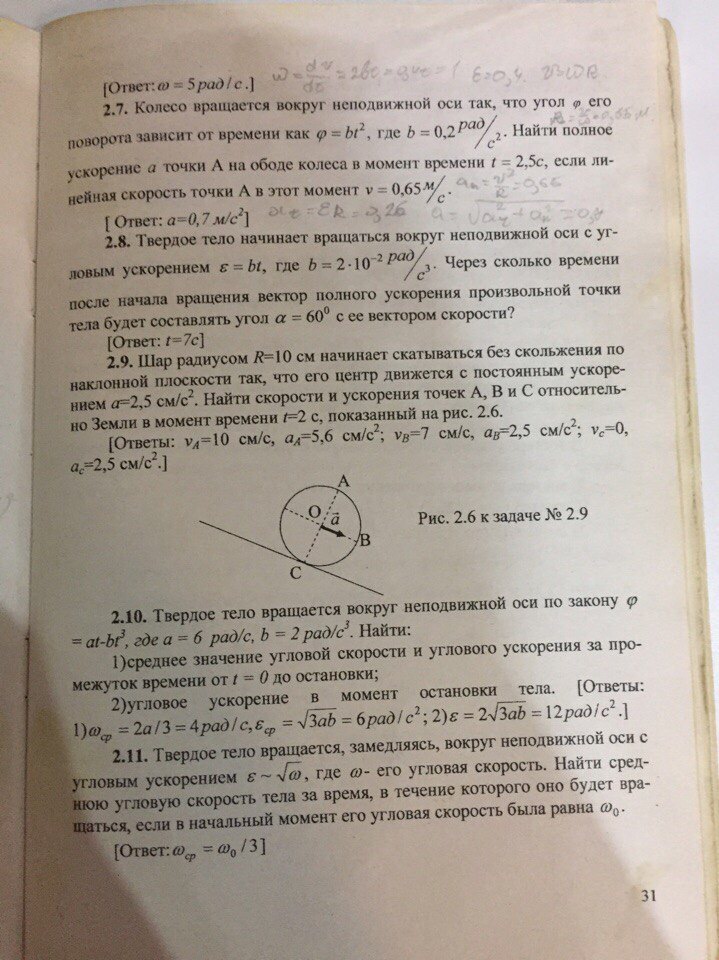 [Ответ: ω = 5 рад / с .]
2.7. Колесо вращается вокруг неподвижной оси так, что угол φ его
поворота зависит от времени как φ = bt², где b = 0,2 рад/с². Найти полное
ускорение a точки А на ободе колеса в момент времени t = 2,5с, если ли-
нейная скорость точки А в этот момент v = 0,65 м/с.
[ Ответ: a=0,7 м/с²]
2.8. Твердое тело начинает вращаться вокруг неподвижной оси с уг-
ловым ускорением ε = bt, где b = 2·10⁻² рад/с³. Через сколько времени
после начала вращения вектор полного ускорения произвольной точки
тела будет составлять угол α = 60⁰ с ее вектором скорости?
[Ответ: t=7с]
2.9. Шар радиусом R=10 см начинает скатываться без скольжения по
наклонной плоскости так, что его центр движется с постоянным ускоре-
нием a=2,5 см/с². Найти скорости и ускорения точек А, В и С относитель-
но Земли в момент времени t=2 с, показанный на рис. 2.6.
[Ответы: vA=10 см/с, aA=5,6 см/с²; vB=7 см/с, aB=2,5 см/с²; vc=0,
ac=2,5 см/с².]
A
O
a⃗
B
C
Рис. 2.6 к задаче № 2.9
2.10. Твердое тело вращается вокруг неподвижной оси по закону φ
= at-bt³, где a = 6 рад/с, b = 2 рад/с³. Найти:
1)среднее значение угловой скорости и углового ускорения за про-
межуток времени от t = 0 до остановки;
2)угловое ускорение в момент остановки тела. [Ответы:
1)ωср = 2a / 3 = 4 рад / с, εср = √3ab = 6 рад / с²; 2) ε = 2√3ab = 12 рад / с².]
2.11. Твердое тело вращается, замедляясь, вокруг неподвижной оси с
угловым ускорением ε ~ √ω, где ω- его угловая скорость. Найти сред-
нюю угловую скорость тела за время, в течение которого оно будет вра-
щаться, если в начальный момент его угловая скорость была равна ω₀.
[Ответ: ωср = ω₀ / 3]
31